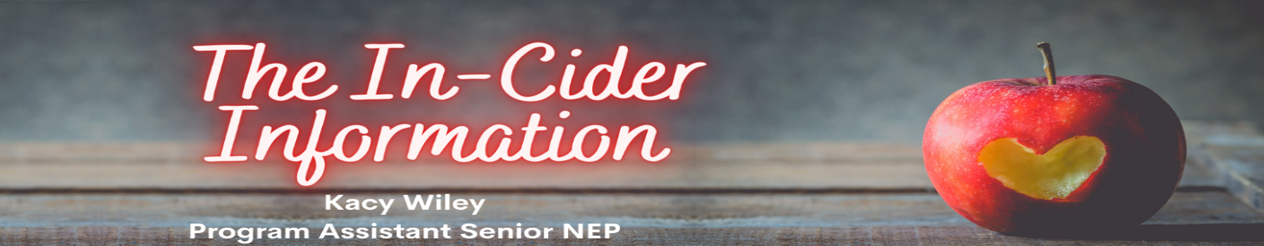 The In-Cider
Information
Kacy Wiley
Program Assistant Senior NEP